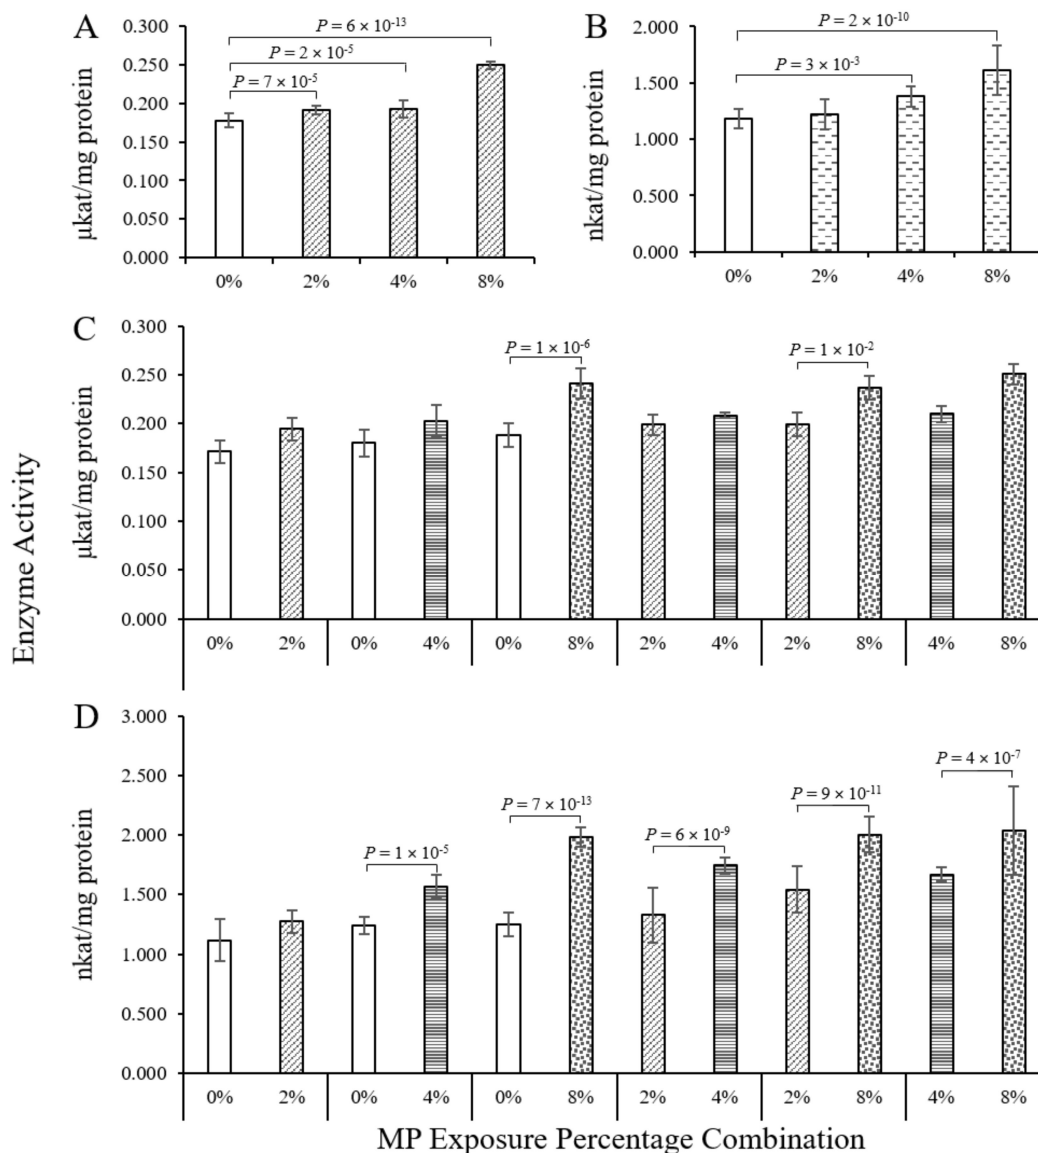 A
P = 6 × 10-13
P = 2 × 10-5
P = 7 × 10-5
0.300
0.250
0.200
0.150
0.100
0.050
0.000
µkat/mg protein
0% 2% 4% 8%
B
P = 2 × 10-10
P = 3 × 10-3
2.000
1.500
1.000
0.500
0.000
nkat/mg protein
0% 2% 4% 8%
Enzyme Activity
C
P = 1 × 10-6
P = 1 × 10-2
0.300
0.250
0.200
0.150
0.100
0.050
0.000
µkat/mg protein
0% 2% 0% 4% 0% 8% 2% 4% 2% 8% 4% 8%
D
P = 1 × 10-5
P = 7 × 10-13
P = 6 × 10-9
P = 9 × 10-11
P = 4 × 10-7
3.000
2.500
2.000
1.500
1.000
0.500
0.000
nkat/mg protein
0% 2% 0% 4% 0% 8% 2% 4% 2% 8% 4% 8%
MP Exposure Percentage Combination